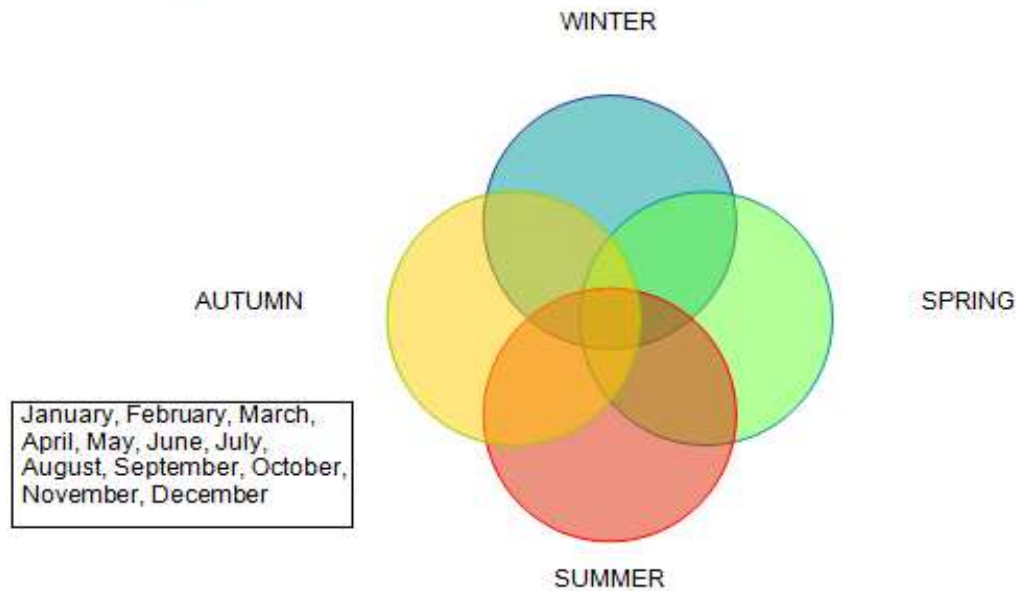 WINTER
AUTUMN
SPRING
January, February, March,
April, May, June, July,
August, September, October,
November, December
SUMMER